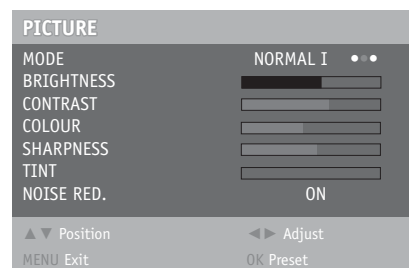 PICTURE
MODE NORMAL I
BRIGHTNESS
CONTRAST
COLOUR
SHARPNESS
TINT
NOISE RED. ON
▲ ▼ Position ◀ ▶ Adjust
MENU Exit OK Preset